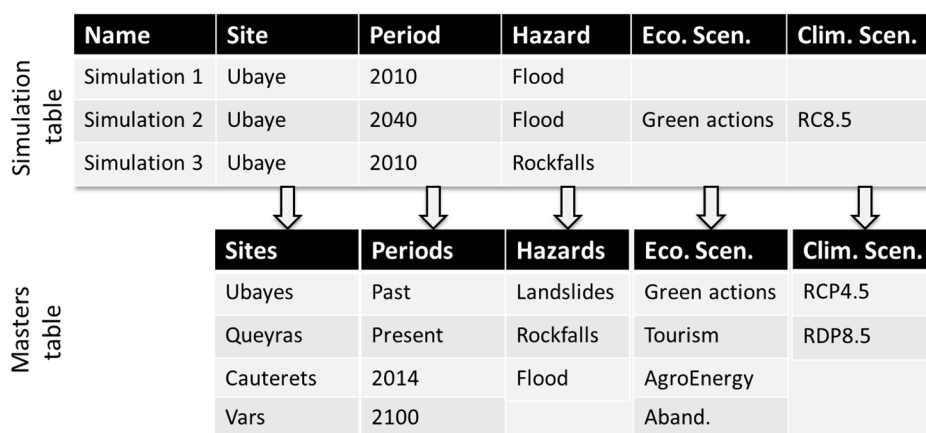 Name Site Period Hazard Eco. Scen. Clim. Scen.
Simulation 1 Ubaye 2010 Flood
Simulation 2 Ubaye 2040 Flood Green actions RC8.5
Simulation 3 Ubaye 2010 Rockfalls
Simulation
table
Sites Periods Hazards Eco. Scen. Clim. Scen.
Ubayes Past Landslides Green actions RCP4.5
Queyras Present Rockfalls Tourism RDP8.5
Cauterets 2014 Flood AgroEnergy
Vars 2100 Aband.
Masters
table